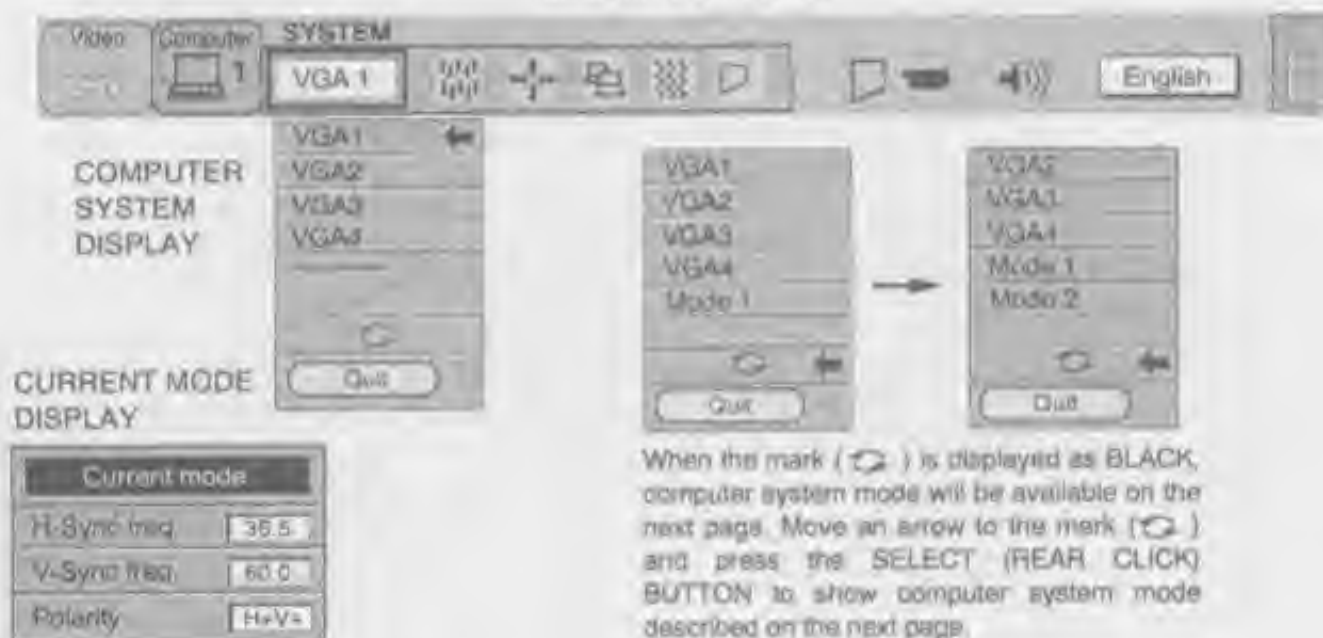 Video Computer SYSTEM
1 VGA 1 English
COMPUTER
SYSTEM
DISPLAY
VGA1
VGA2
VGA3
VGA4
Quit
VGA1
VGA2
VGA3
VGA4
Mode 1
Quit
VGA2
VGA3
VGA4
Mode 1
Mode 2
Quit
CURRENT MODE
DISPLAY
Current mode
H-Sync freq.
V-Sync freq. 60.0
Polarity
When the mark ( ) is displayed as BLACK,
computer system mode will be available on the
next page. Move an arrow to the mark ( )
and press the SELECT (REAR CLICK)
BUTTON to show computer system mode
described on the next page.